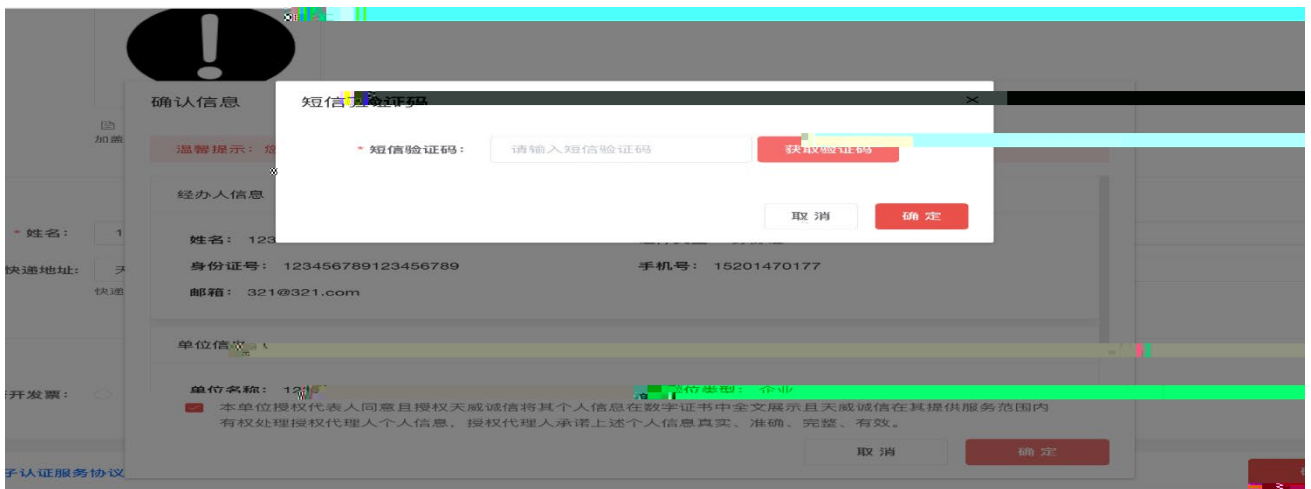 确认信息
短信验证码
加盖
温馨提示：您
* 短信验证码：
请输入短信验证码
获取验证码
经办人信息
取 消
确 定
* 姓名：
1
姓名： 123
快递地址：
天
身份证号： 123456789123456789
手机号： 15201470177
快递
邮箱： 321@321.com
单位信息
开发票：
单位名称： 12
单位类型： 企业
本单位授权代表人同意且授权天威诚信将其个人信息在数字证书中全文展示且天威诚信在其提供服务范围内
有权处理授权代理人个人信息，授权代理人承诺上述个人信息真实、准确、完整、有效。
取 消
确 定
子认证服务协议